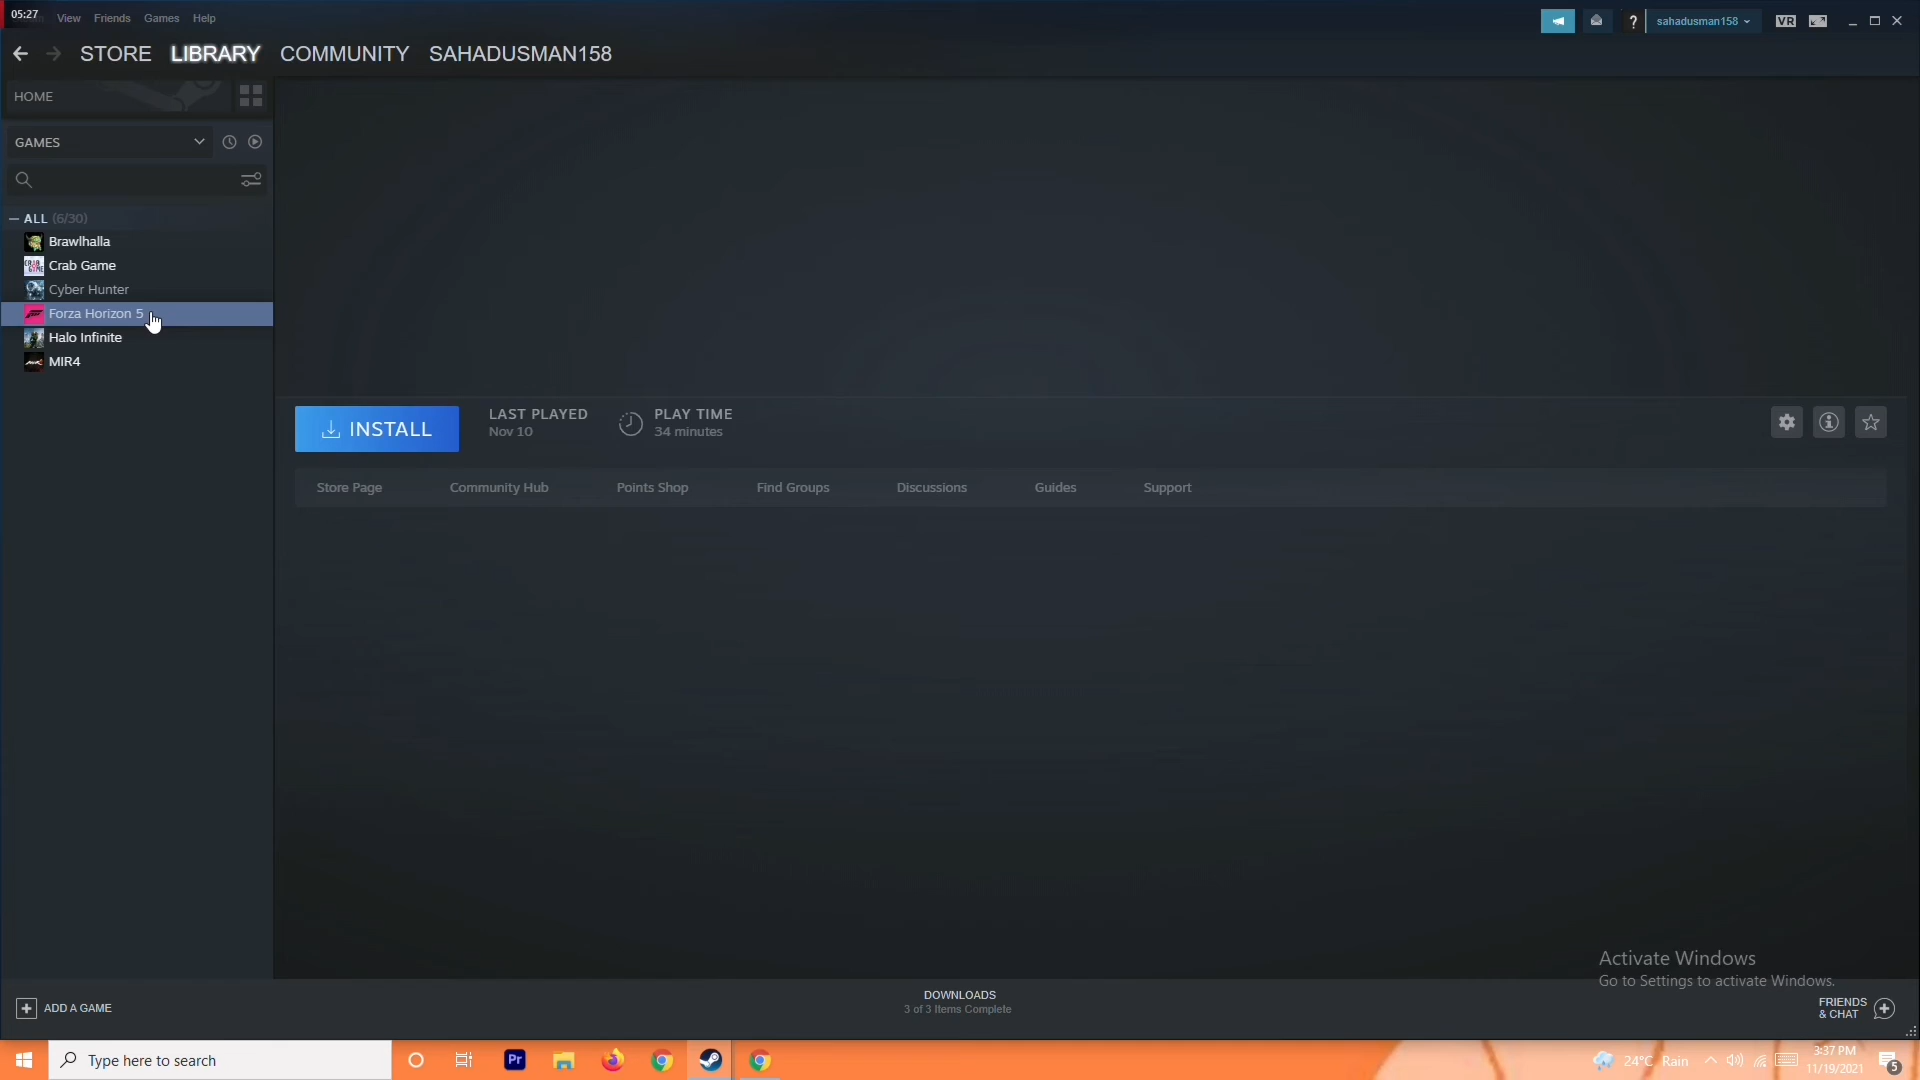 05:27
View Friends Games Help
sahadusman158
VR
STORE LIBRARY COMMUNITY SAHADUSMAN158
HOME
GAMES
ALL (6/30)
Brawlhalla
Crab Game
Cyber Hunter
Forza Horizon 5
Halo Infinite
MIR4
INSTALL
LAST PLAYED
Nov 10
PLAY TIME
34 minutes
Store Page Community Hub Points Shop Find Groups Discussions Guides Support
Activate Windows
Go to Settings to activate Windows.
ADD A GAME
DOWNLOADS
3 of 3 Items Complete
FRIENDS
& CHAT
Type here to search
Pr
24°C Rain
3:37 PM
11/19/2021
5